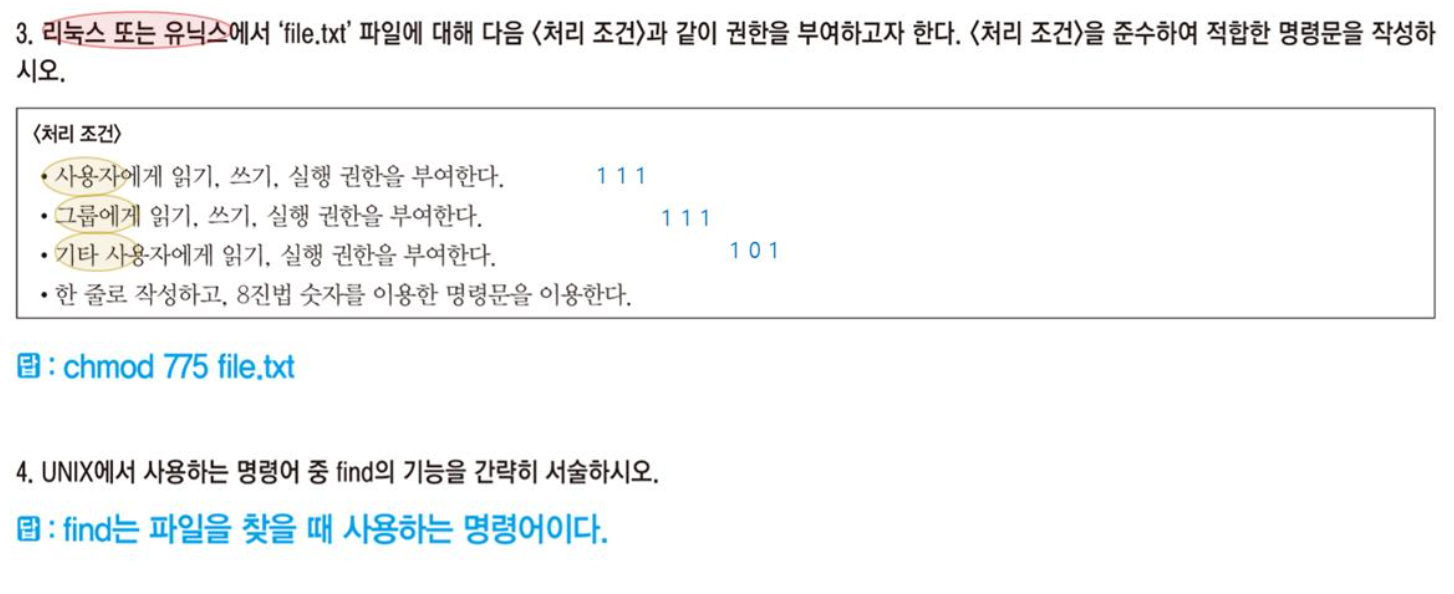 3. 리눅스 또는 유닉스에서 ‘file.txt’ 파일에 대해 다음 〈처리 조건〉과 같이 권한을 부여하고자 한다. 〈처리 조건〉을 준수하여 적합한 명령문을 작성하
시오.
〈처리 조건〉
• 사용자에게 읽기, 쓰기, 실행 권한을 부여한다. 1 1 1
• 그룹에게 읽기, 쓰기, 실행 권한을 부여한다. 1 1 1
• 기타 사용자에게 읽기, 실행 권한을 부여한다. 1 0 1
• 한 줄로 작성하고, 8진법 숫자를 이용한 명령문을 이용한다.
답 : chmod 775 file.txt
4. UNIX에서 사용하는 명령어 중 find의 기능을 간략히 서술하시오.
답 : find는 파일을 찾을 때 사용하는 명령어이다.